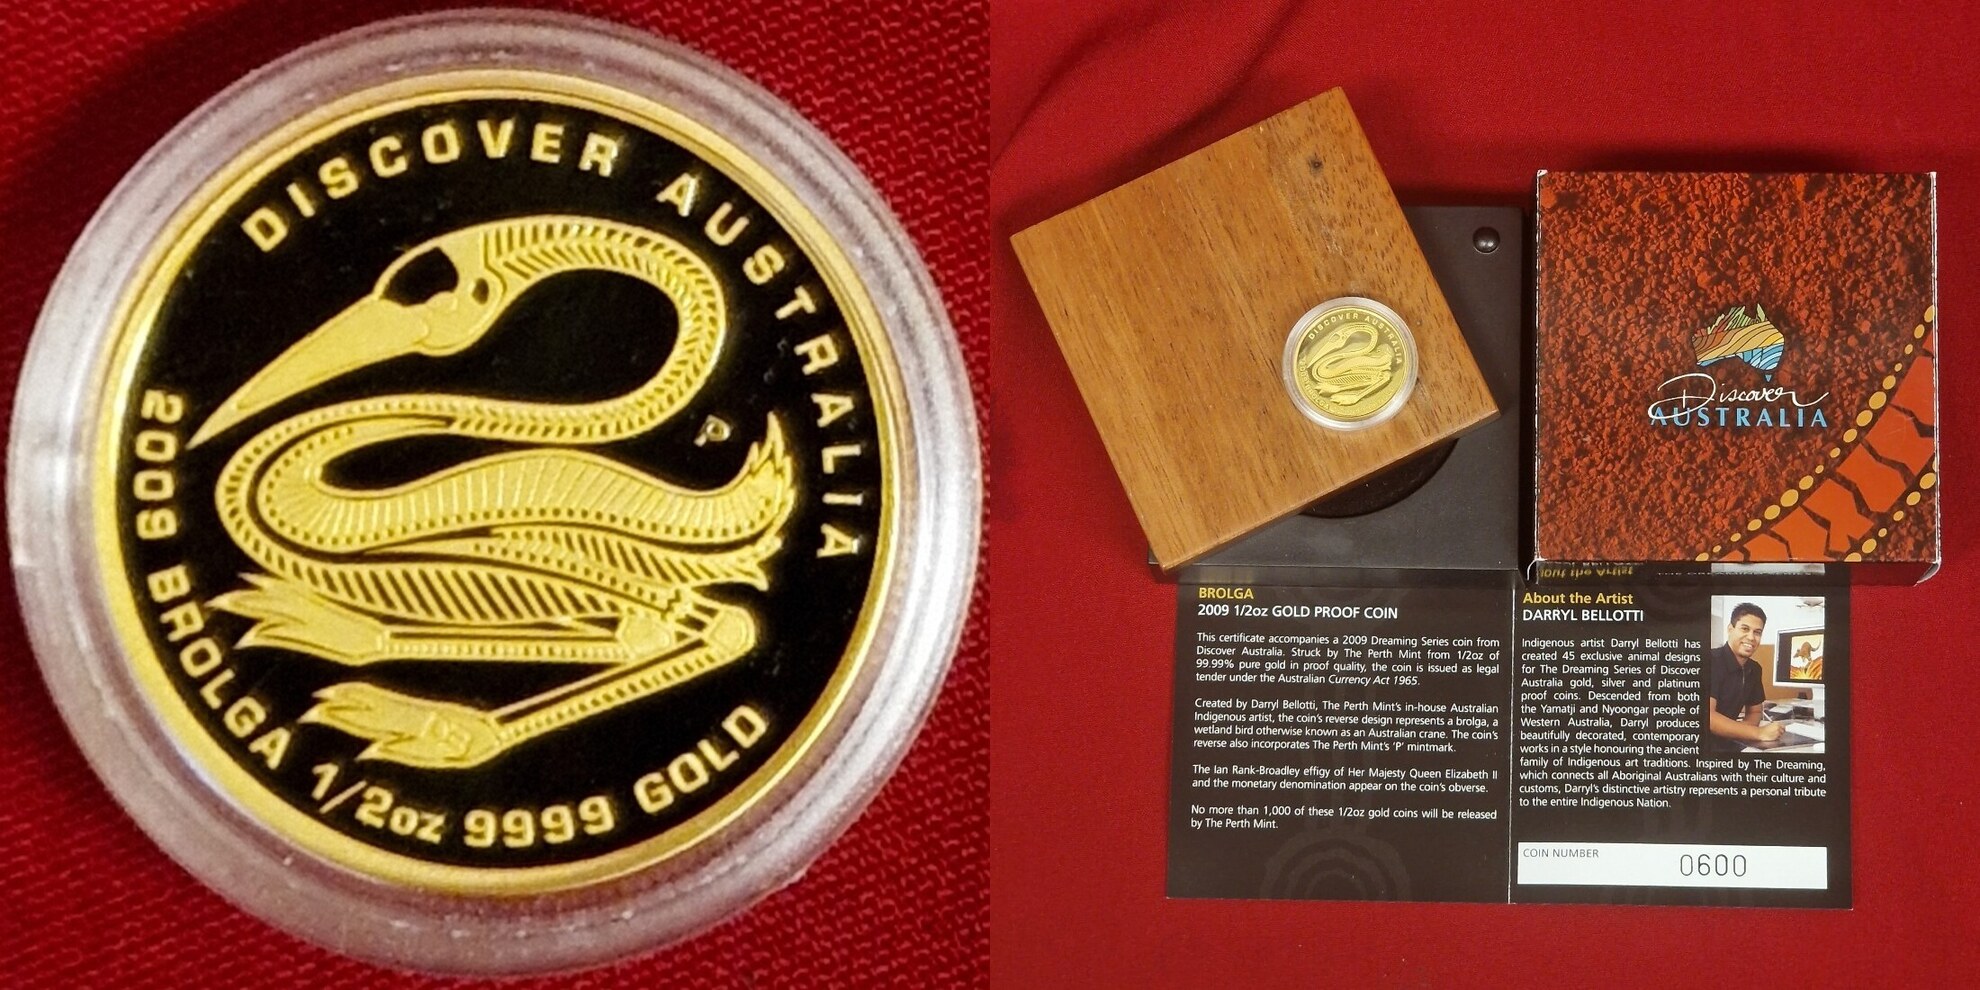 DISCOVER AUSTRALIA
2009 BROLGA 1/2oz 9999 GOLD
P
DISCOVER AUSTRALIA
Discover
AUSTRALIA
BROLGA
2009 1/2oz GOLD PROOF COIN
This certificate accompanies a 2009 Dreaming Series coin from
Discover Australia. Struck by The Perth Mint from 1/2oz of
99.99% pure gold in proof quality, the coin is issued as legal
tender under the Australian Currency Act 1965.
Created by Darryl Bellotti, The Perth Mint's in-house Australian
Indigenous artist, the coin's reverse design represents a brolga, a
wetland bird otherwise known as an Australian crane. The coin's
reverse also incorporates The Perth Mint's 'P' mintmark.
The Ian Rank-Broadley effigy of Her Majesty Queen Elizabeth II
and the monetary denomination appear on the coin's obverse.
No more than 1,000 of these 1/2oz gold coins will be released
by The Perth Mint.
About the Artist
DARRYL BELLOTTI
Indigenous artist Darryl Bellotti has
created 45 exclusive animal designs
for The Dreaming Series of Discover
Australia gold, silver and platinum
proof coins. Descended from both
the Yamatji and Nyoongar people of
Western Australia, Darryl produces
beautifully decorated, contemporary
works in a style honouring the ancient
family of Indigenous art traditions. Inspired by The Dreaming,
which connects all Aboriginal Australians with their culture and
customs, Darryl's distinctive artistry represents a personal tribute
to the entire Indigenous Nation.
COIN NUMBER
0600